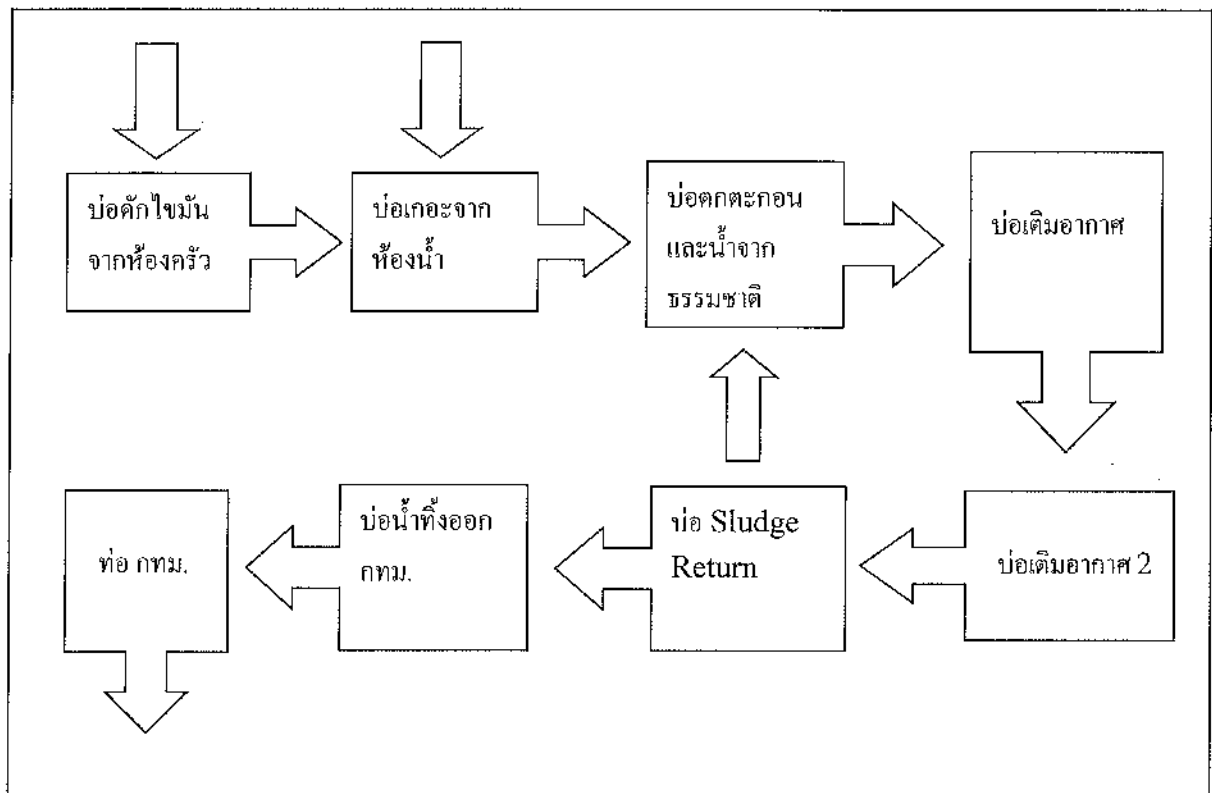 บ่อดักไขมัน
จากห้องครัว
บ่อเกอะจาก
ห้องน้ำ
บ่อตกตะกอน
และน้ำจาก
ธรรมชาติ
บ่อเติมอากาศ
ท่อ กทม.
บ่อน้ำทิ้งออก
กทม.
บ่อ Sludge
Return
บ่อเติมอากาศ 2